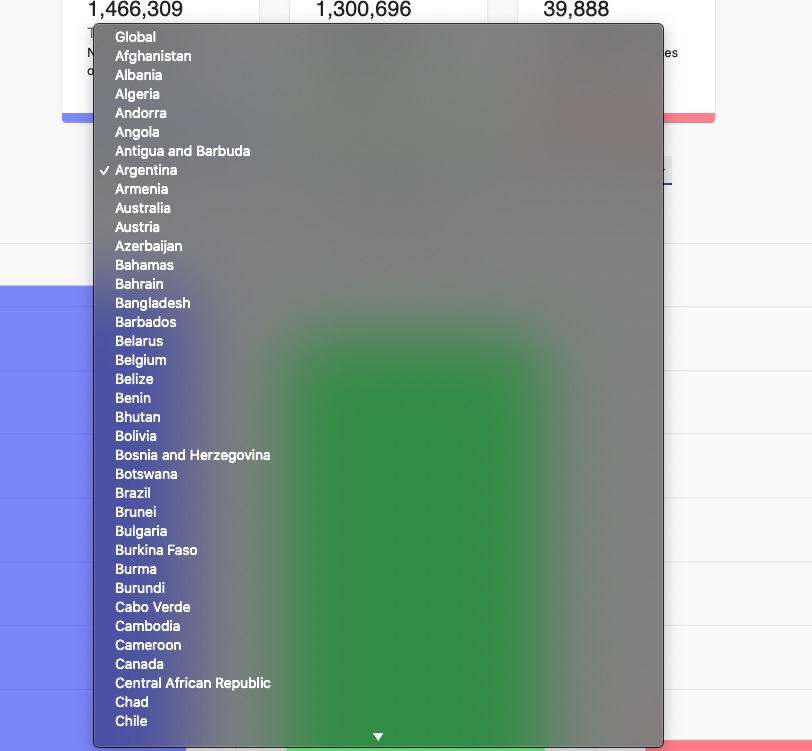 1,466,309
1,300,696
39,888
es
Global
Afghanistan
Albania
Algeria
Andorra
Angola
Antigua and Barbuda
✓ Argentina
Armenia
Australia
Austria
Azerbaijan
Bahamas
Bahrain
Bangladesh
Barbados
Belarus
Belgium
Belize
Benin
Bhutan
Bolivia
Bosnia and Herzegovina
Botswana
Brazil
Brunei
Bulgaria
Burkina Faso
Burma
Burundi
Cabo Verde
Cambodia
Cameroon
Canada
Central African Republic
Chad
Chile